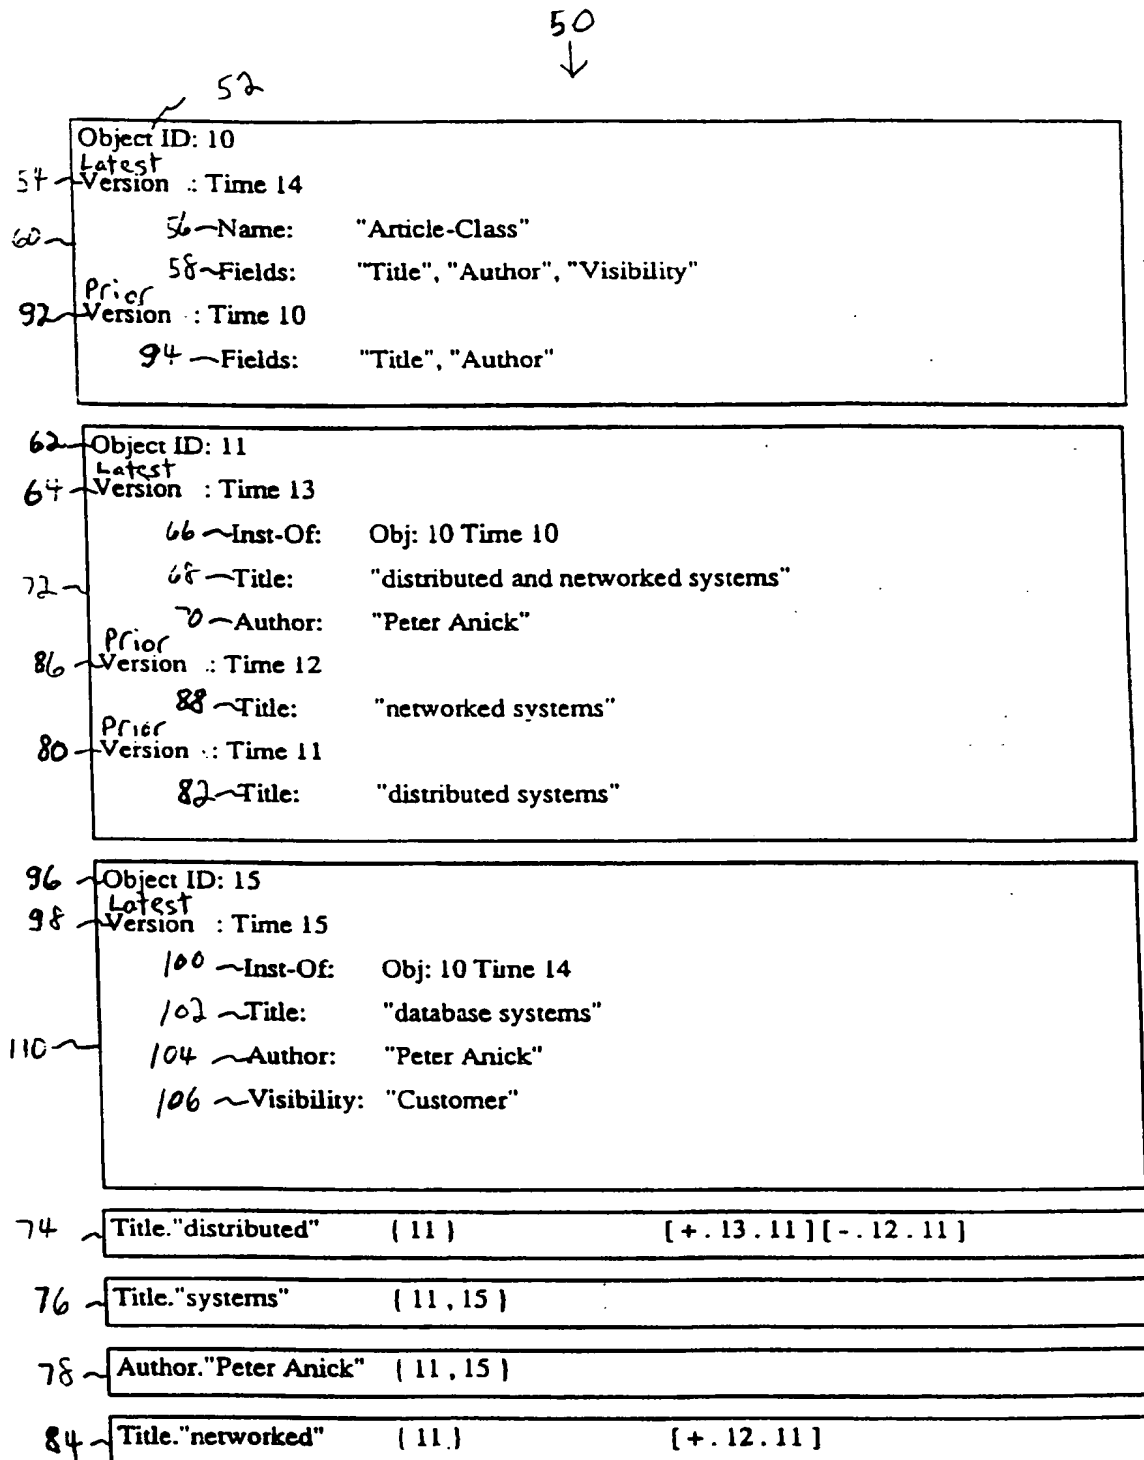 50
52
Object ID: 10
Latest
54 Version : Time 14
56 Name: "Article-Class"
60
58 Fields: "Title", "Author", "Visibility"
Prior
92 Version : Time 10
94 Fields: "Title", "Author"
62 Object ID: 11
Latest
64 Version : Time 13
66 Inst-Of: Obj: 10 Time 10
68 Title: "distributed and networked systems"
72
70 Author: "Peter Anick"
Prior
86 Version : Time 12
88 Title: "networked systems"
Prior
80 Version : Time 11
82 Title: "distributed systems"
96 Object ID: 15
Latest
98 Version : Time 15
100 Inst-Of: Obj: 10 Time 14
102 Title: "database systems"
110
104 Author: "Peter Anick"
106 Visibility: "Customer"
74 Title."distributed" { 11 } [ + . 13 . 11 ] [ - . 12 . 11 ]
76 Title."systems" { 11 , 15 }
78 Author."Peter Anick" { 11 , 15 }
84 Title."networked" { 11 } [ + . 12 . 11 ]